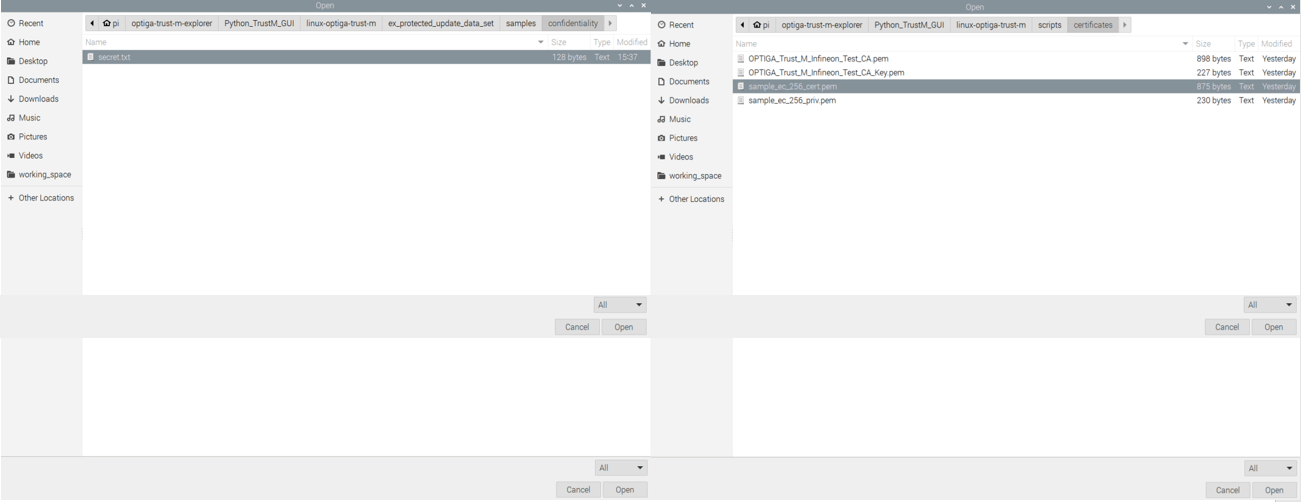 Open
Recent
pi optiga-trust-m-explorer Python_TrustM_GUI linux-optiga-trust-m ex_protected_update_data_set samples confidentiality
Home
Desktop
Documents
Downloads
Music
Pictures
Videos
working_space
Other Locations
Name Size Type Modified
secret.txt 128 bytes Text 15:37
All
Cancel Open
All
Cancel Open
Open
Recent
pi optiga-trust-m-explorer Python_TrustM_GUI linux-optiga-trust-m scripts certificates
Home
Desktop
Documents
Downloads
Music
Pictures
Videos
working_space
Other Locations
Name Size Type Modified
OPTIGA_Trust_M_Infineon_Test_CA.pem 898 bytes Text Yesterday
OPTIGA_Trust_M_Infineon_Test_CA_Key.pem 227 bytes Text Yesterday
sample_ec_256_cert.pem 875 bytes Text Yesterday
sample_ec_256_priv.pem 230 bytes Text Yesterday
All
Cancel Open
All
Cancel Open